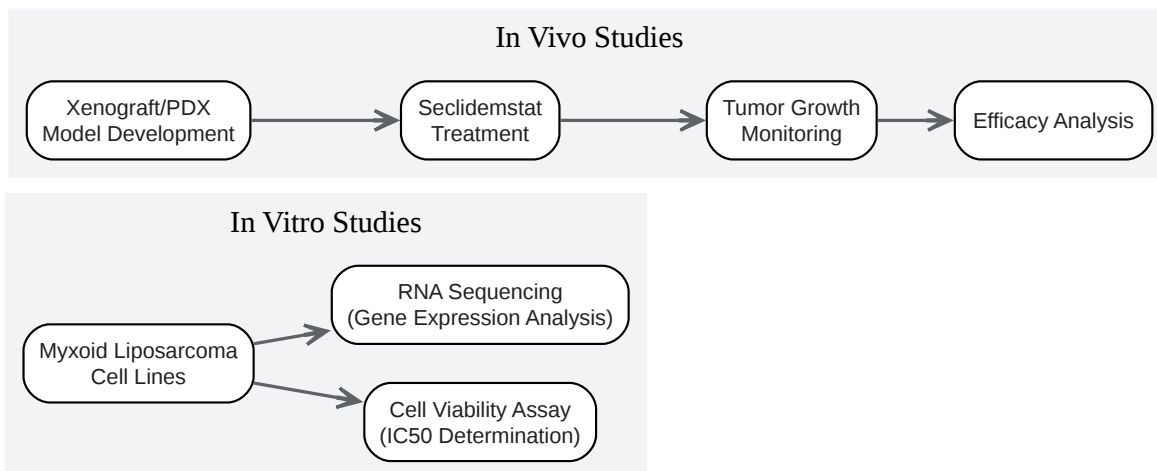 In Vivo Studies
Xenograft/PDX
Model Development
Seclidemstat
Treatment
Tumor Growth
Monitoring
Efficacy Analysis
In Vitro Studies
Myxoid Liposarcoma
Cell Lines
RNA Sequencing
(Gene Expression Analysis)
Cell Viability Assay
(IC50 Determination)